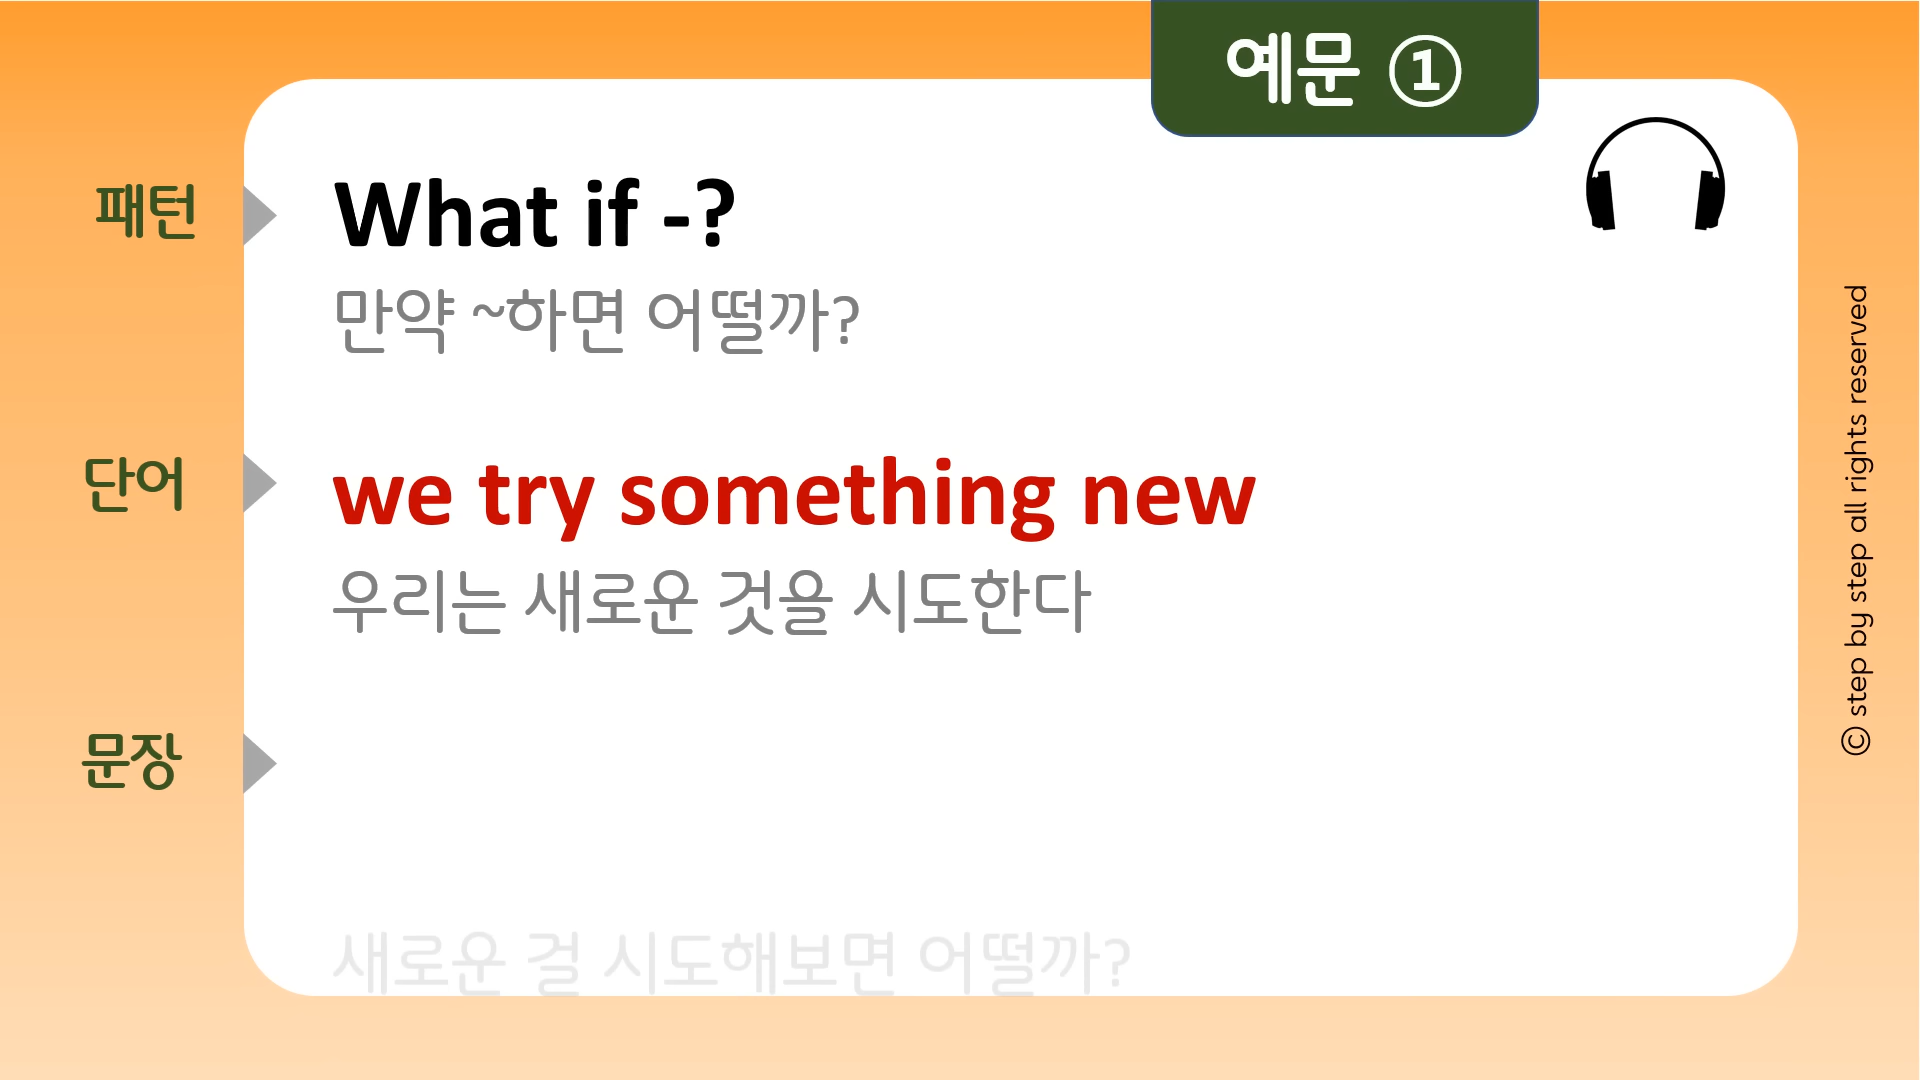 예문 ①
패턴
What if -?
만약 ~하면 어떨까?
단어
we try something new
우리는 새로운 것을 시도한다
문장
새로운 걸 시도해보면 어떨까?
© step by step all rights reserved